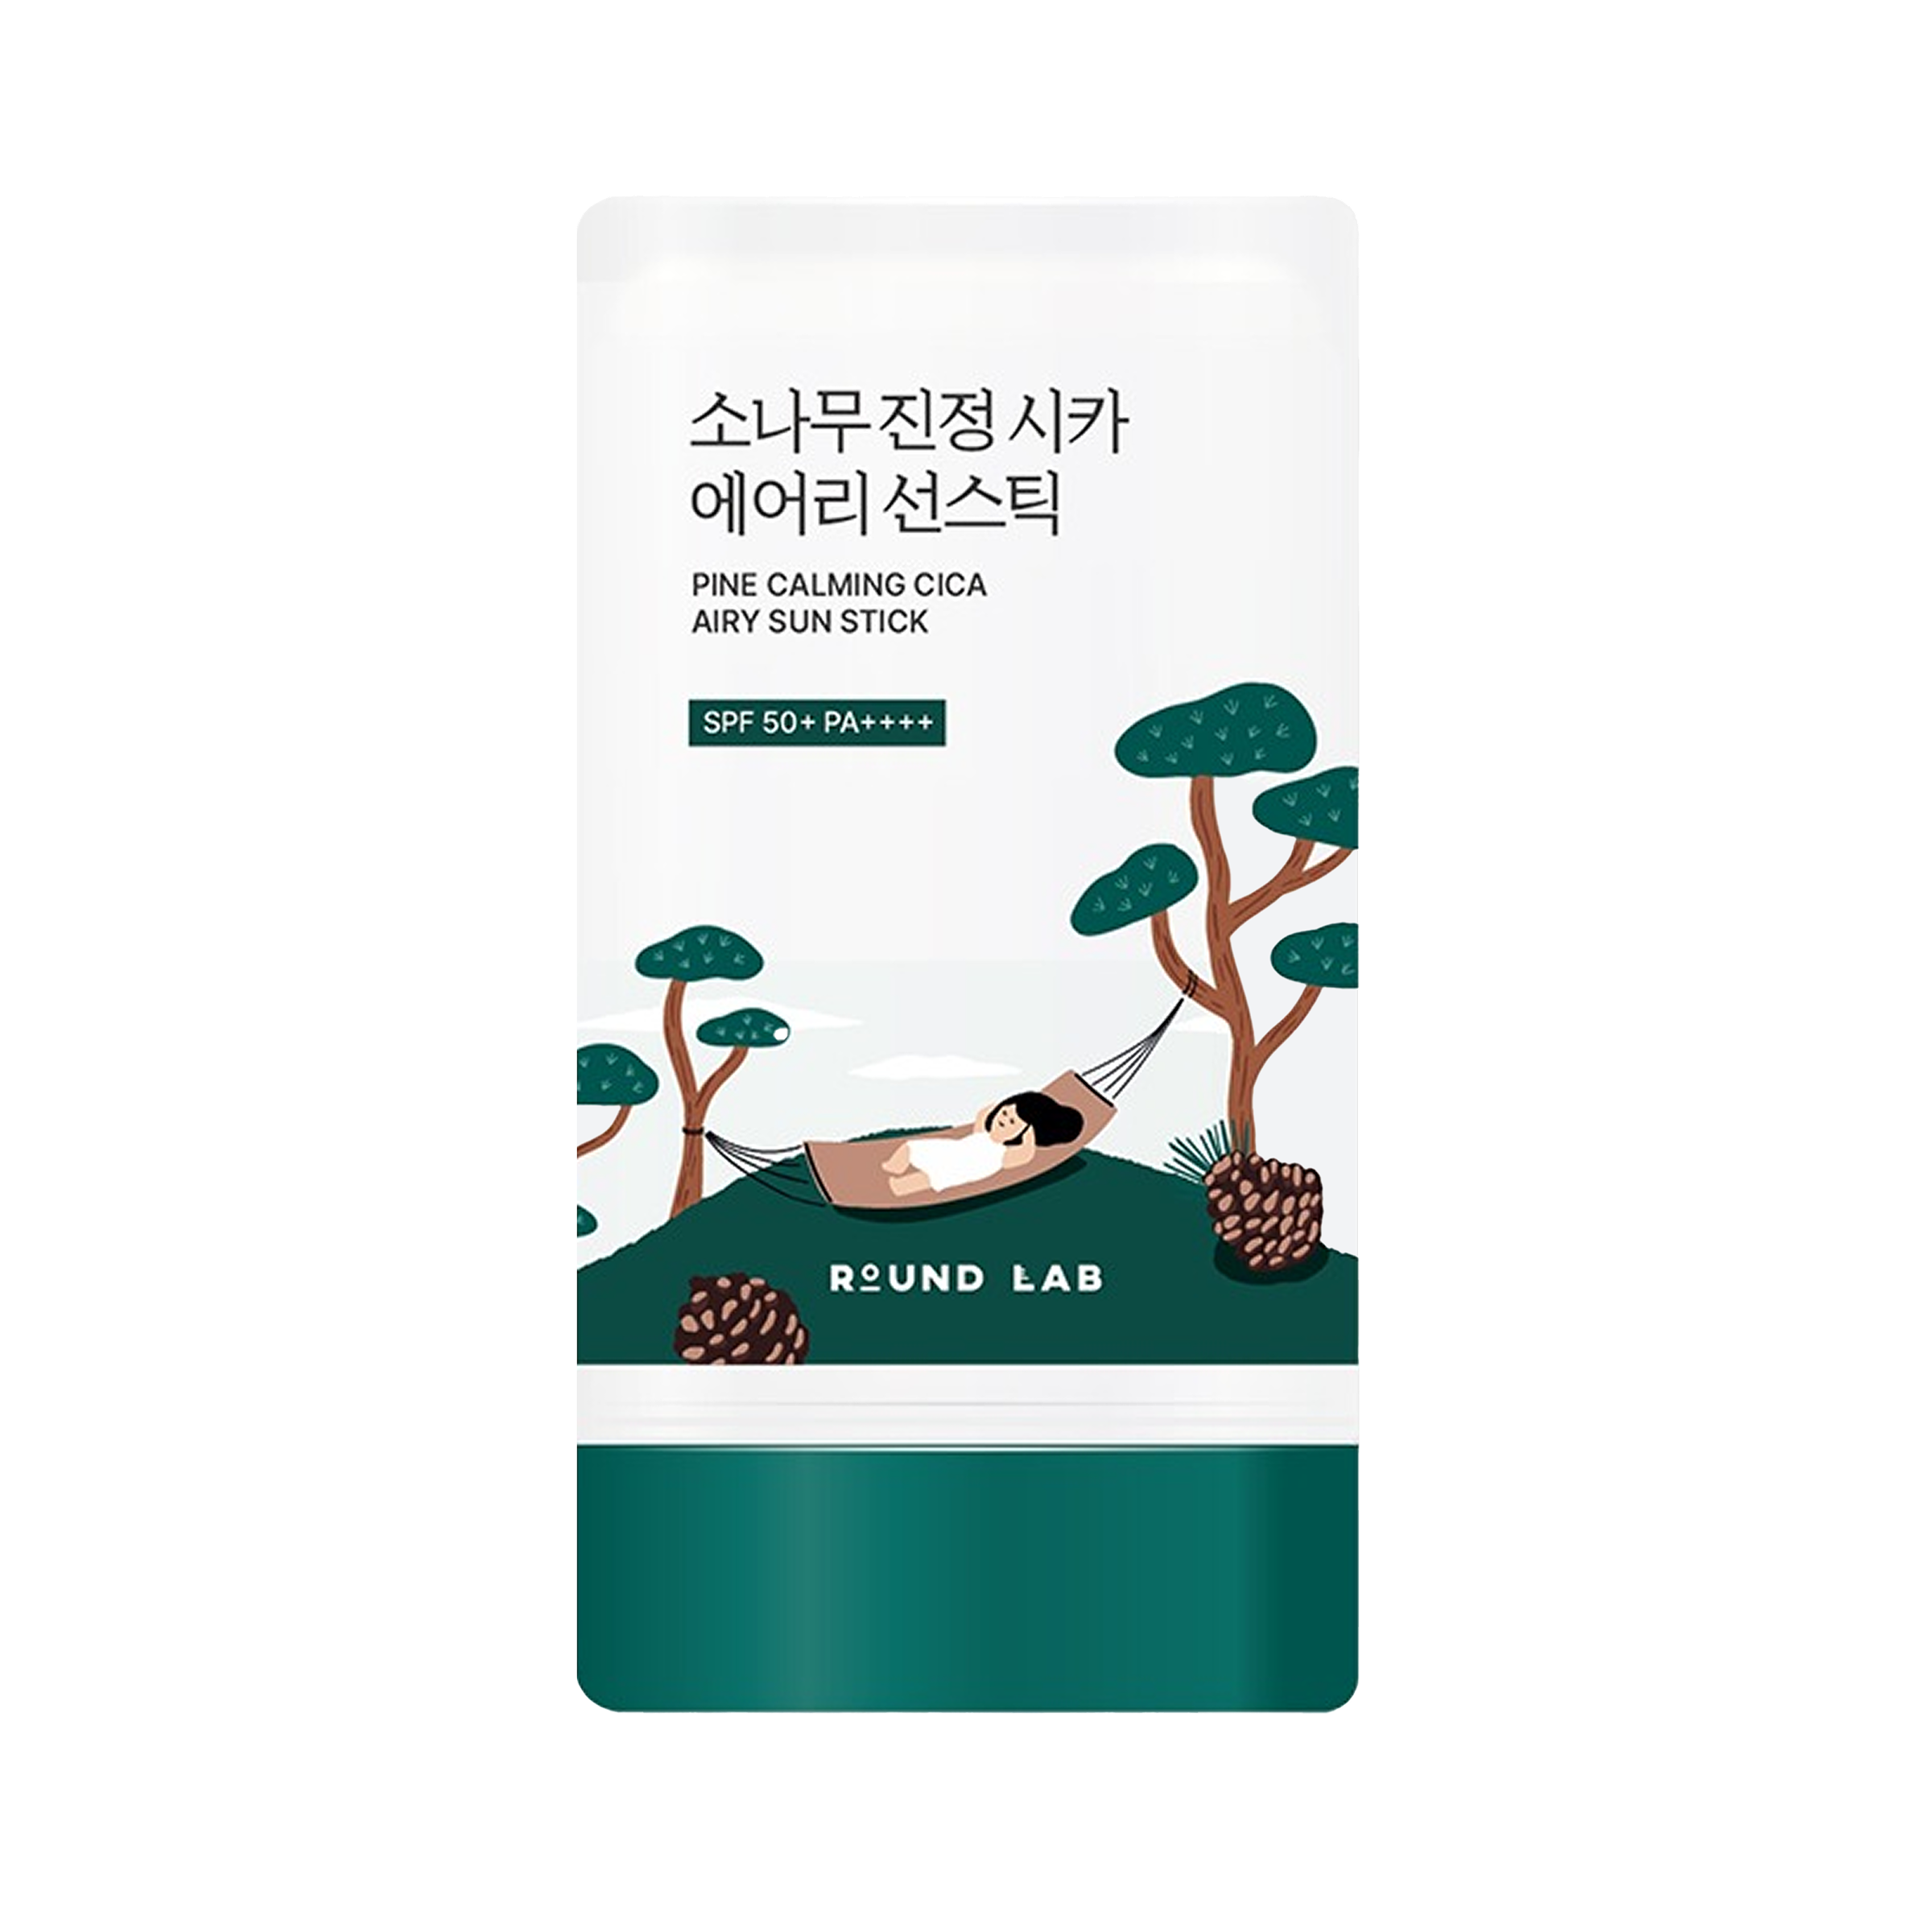 소나무 진정 시카
에어리 선스틱
PINE CALMING CICA
AIRY SUN STICK
SPF 50+ PA++++
ROUND LAB